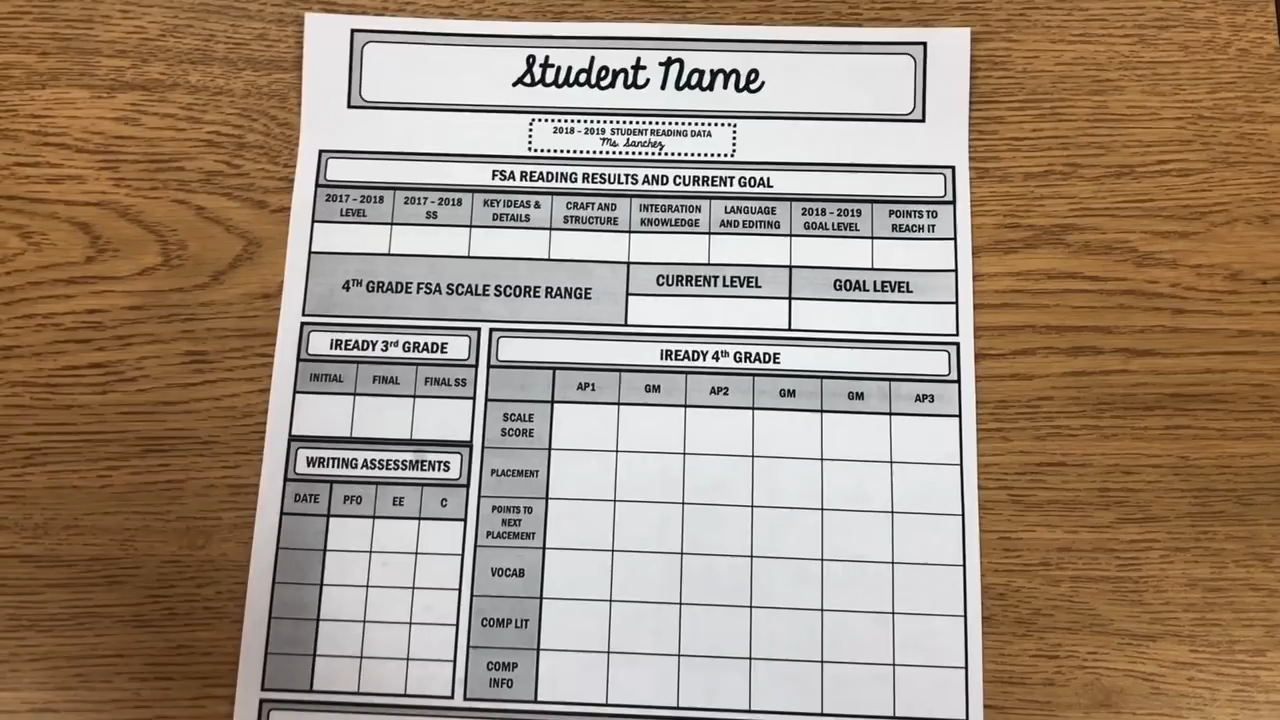 Student Name
2018 – 2019 STUDENT READING DATA
Ms. Sanchez
FSA READING RESULTS AND CURRENT GOAL
2017 – 2018 LEVEL
2017 – 2018 SS
KEY IDEAS & DETAILS
CRAFT AND STRUCTURE
INTEGRATION KNOWLEDGE
LANGUAGE AND EDITING
2018 – 2019 GOAL LEVEL
POINTS TO REACH IT
4TH GRADE FSA SCALE SCORE RANGE
CURRENT LEVEL
GOAL LEVEL
iREADY 3rd GRADE
INITIAL
FINAL
FINAL SS
WRITING ASSESSMENTS
DATE
PFO
EE
C
iREADY 4th GRADE
AP1
GM
AP2
GM
GM
AP3
SCALE SCORE
PLACEMENT
POINTS TO NEXT PLACEMENT
VOCAB
COMP LIT
COMP INFO